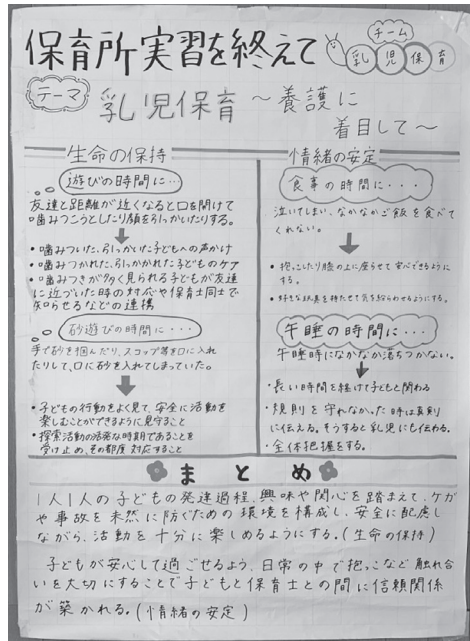 保育所実習を終えて
チーム
乳児保育
テーマ
乳児保育 ～養護に
着目して～
生命の保持
遊びの時間に…
友達と距離が近くなると口を開けて
噛みつこうとしたり顔を引っかいたりする。
・噛みついた、引っかいた子どもへの声かけ
・噛みつかれた、引っかかれた子どものケア
・噛みつきが多く見られる子どもが友達
に近づいた時の対応や保育士同士で
知らせるなどの連携
砂遊びの時間に・・・
手で砂を掴んだり、スコップ等を口に入れ
たりして、口に砂を入れてしまっていた。
・子どもの行動をよく見て、安全に活動を
楽しむことができるように見守ること
・探索活動の活発な時期であることを
受け止め、その都度 対応すること
情緒の安定
食事の時間に・・・
泣いてしまい、なかなかご飯を食べて
くれない。
・抱っこしたり膝の上に座らせて安心できるように
する。
・好きな玩具を持たせて気を紛らわせるようにする。
午睡の時間に・・・
午睡時になかなか落ちつかない。
・長い時間を経けて子どもと関わる
・規則を守れなかった時は真剣
に伝える。そうすると乳児にも伝わる。
・全体把握をする。
まとめ
1人1人の子どもの発達過程、興味や関心を踏まえて、ケガ
や事故を未然に防ぐための環境を構成し、安全に配慮し
ながら、活動を十分に楽しめるようにする。(生命の保持)
子どもが安心して過ごせるよう、日常の中で抱っこなど触れ合
いを大切にすることで子どもと保育士との間に信頼関係
が築かれる。(情緒の安定)